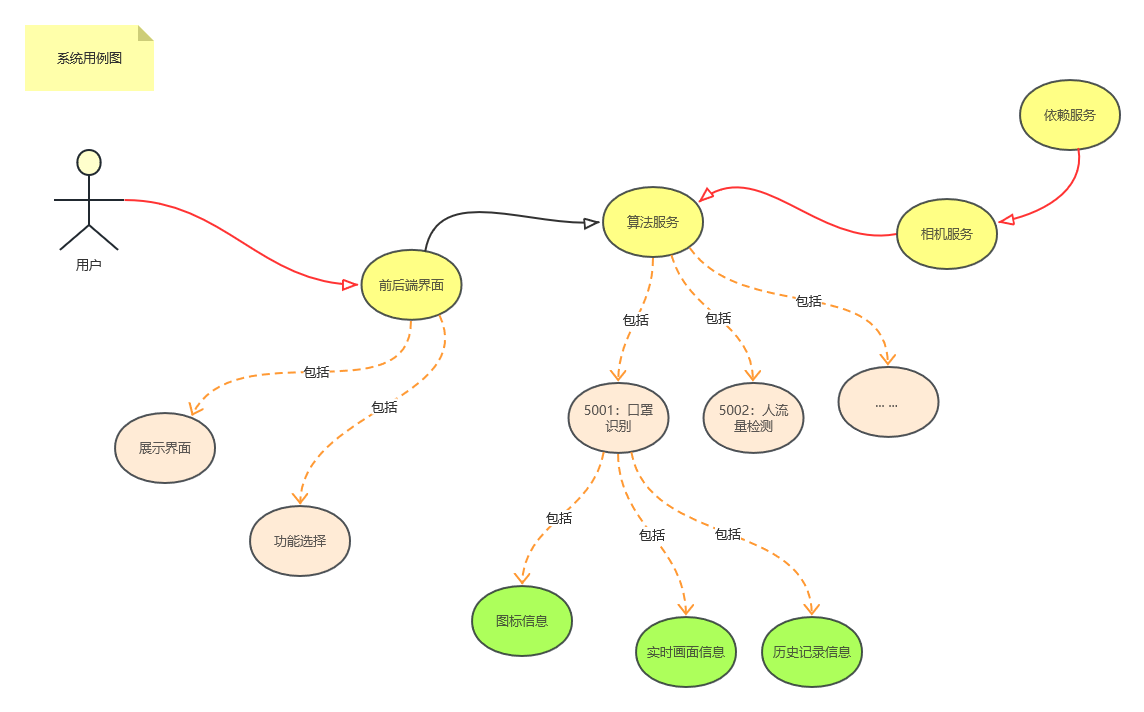 系统用例图
依赖服务
算法服务
相机服务
用户
前后端界面
包括
包括
包括
包括
包括
5001：口罩
识别
5002：人流
量检测
... ...
展示界面
功能选择
包括
包括
包括
图标信息
实时画面信息
历史记录信息